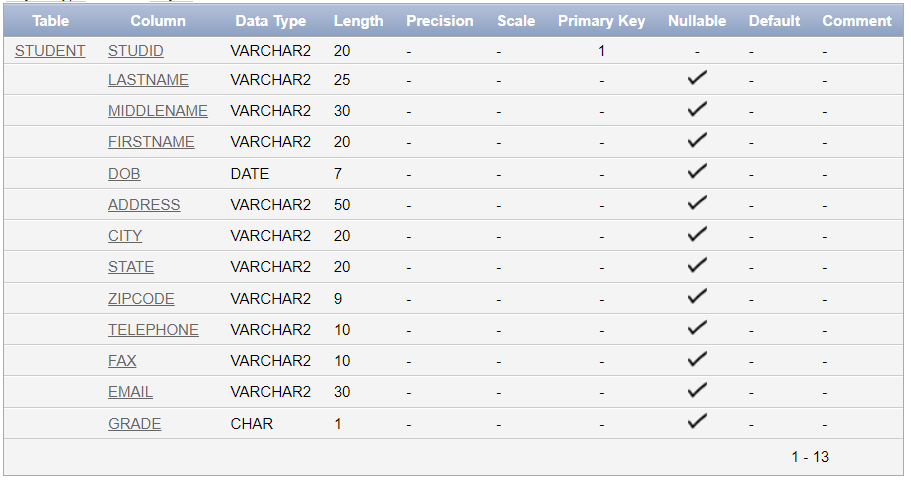 Table Column Data Type Length Precision Scale Primary Key Nullable Default Comment
STUDENT STUDID VARCHAR2 20 - - 1 - - -
LASTNAME VARCHAR2 25 - - - - -
MIDDLENAME VARCHAR2 30 - - - - -
FIRSTNAME VARCHAR2 20 - - - - -
DOB DATE 7 - - - - -
ADDRESS VARCHAR2 50 - - - - -
CITY VARCHAR2 20 - - - - -
STATE VARCHAR2 20 - - - - -
ZIPCODE VARCHAR2 9 - - - - -
TELEPHONE VARCHAR2 10 - - - - -
FAX VARCHAR2 10 - - - - -
EMAIL VARCHAR2 30 - - - - -
GRADE CHAR 1 - - - - -
1 - 13